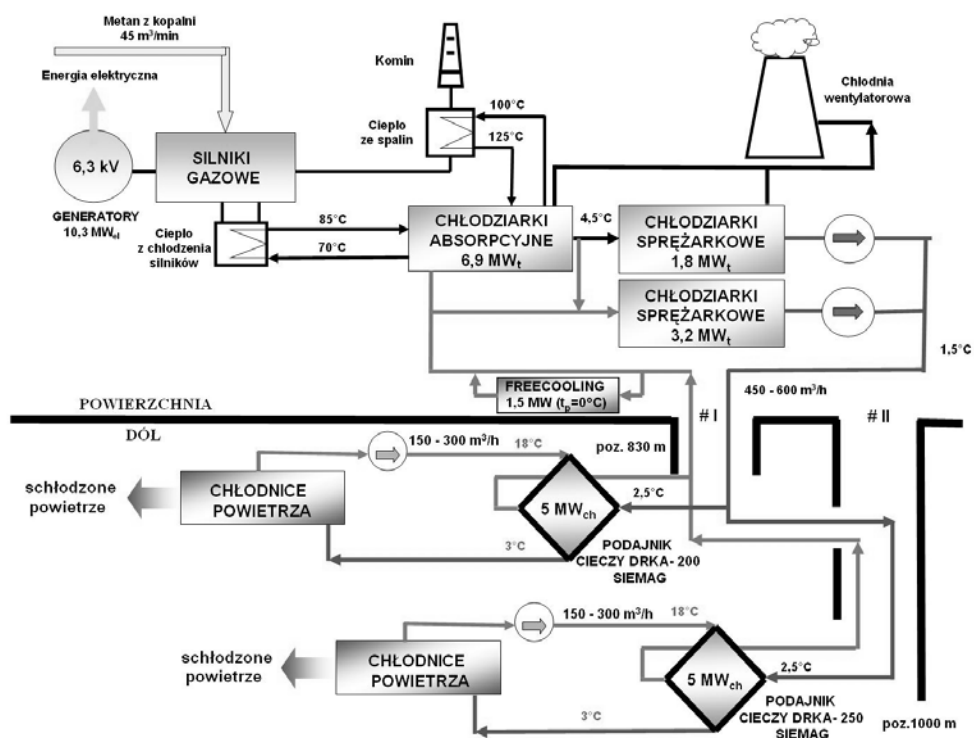 Metan z kopalni
45 m³/min
Energia elektryczna
6,3 kV
GENERATORY
10,3 MWel
SILNIKI
GAZOWE
Ciepło
z chłodzenia
silników
85°C
70°C
Komin
Ciepło
ze spalin
100°C
125°C
CHŁODZIARKI
ABSORPCYJNE
6,9 MWt
4,5°C
CHŁODZIARKI
SPRĘŻARKOWE
1,8 MWt
CHŁODZIARKI
SPRĘŻARKOWE
3,2 MWt
Chłodnia
wentylatorowa
1,5°C
450 - 600 m³/h
FREECOOLING
1,5 MW (tp=0°C)
POWIERZCHNIA
DÓŁ
# I
# II
poz. 830 m
150 - 300 m³/h
18°C
schłodzone
powietrze
CHŁODNICE
POWIETRZA
5 MWch
2,5°C
3°C
PODAJNIK
CIECZY DRKA- 200
SIEMAG
150 - 300 m³/h
18°C
schłodzone
powietrze
CHŁODNICE
POWIETRZA
5 MWch
2,5°C
3°C
PODAJNIK
CIECZY DRKA- 250
SIEMAG
poz.1000 m